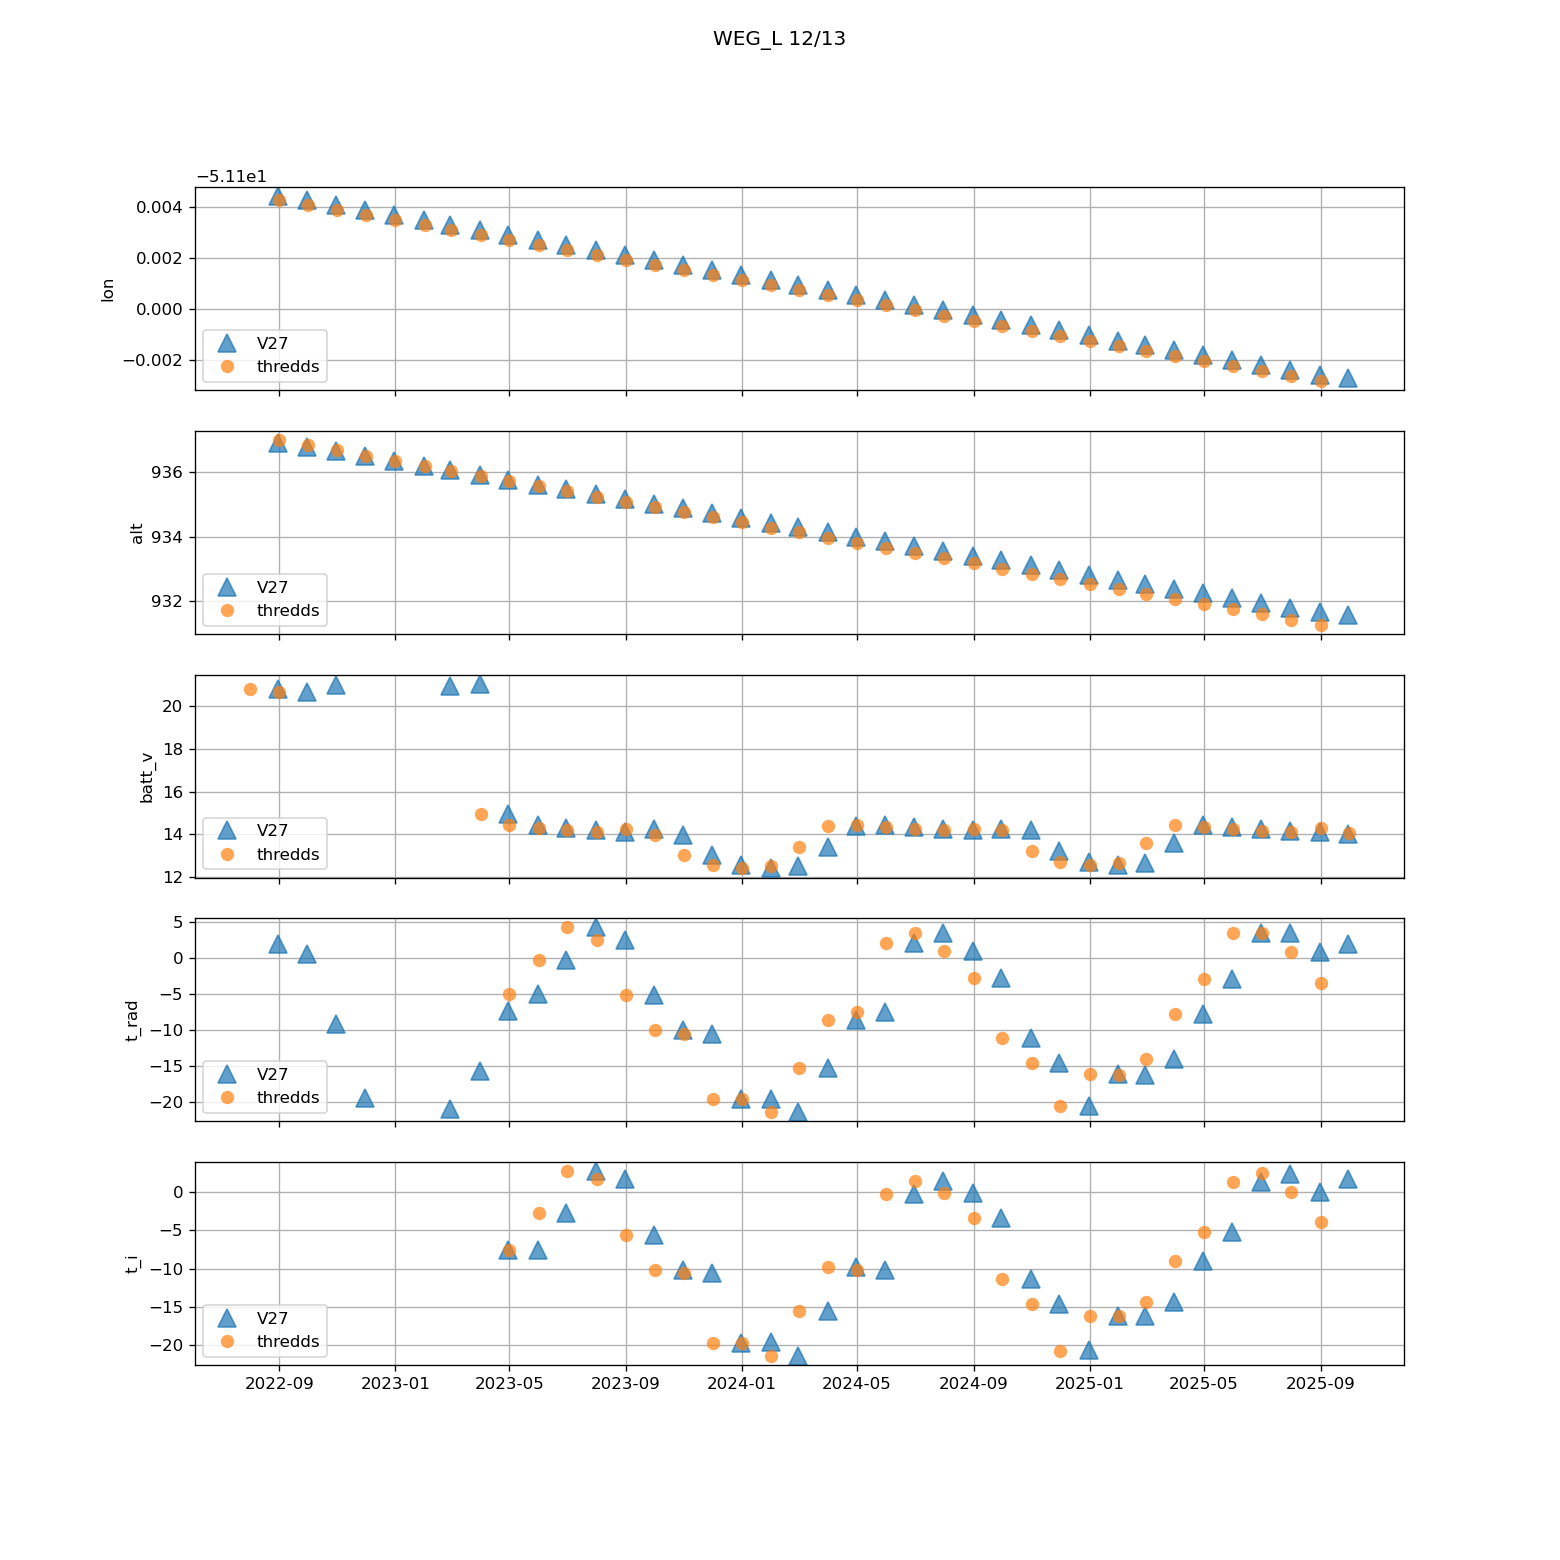 WEG_L 12/13
−5.11e1
0.004
0.002
0.000
−0.002
lon
V27
thredds
936
934
932
alt
V27
thredds
20
18
16
14
12
batt_v
V27
thredds
5
0
−5
−10
−15
−20
t_rad
V27
thredds
0
−5
−10
−15
−20
t_i
V27
thredds
2022-09 2023-01 2023-05 2023-09 2024-01 2024-05 2024-09 2025-01 2025-05 2025-09